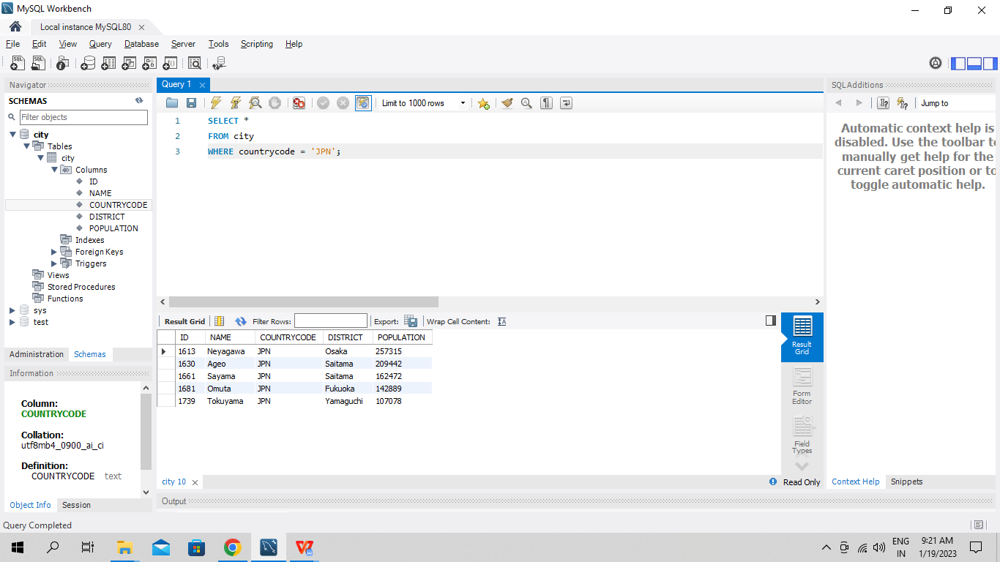 MySQL Workbench
Local instance MySQL80
File Edit View Query Database Server Tools Scripting Help
Navigator
SCHEMAS
Filter objects
city
Tables
city
Columns
ID
NAME
COUNTRYCODE
DISTRICT
POPULATION
Indexes
Foreign Keys
Triggers
Views
Stored Procedures
Functions
sys
test
Administration Schemas
Information
Column:
COUNTRYCODE
Collation:
utf8mb4_0900_ai_ci
Definition:
COUNTRYCODE text
Object Info Session
Query 1
Limit to 1000 rows
1 SELECT *
2 FROM city
3 WHERE countrycode = 'JPN';
Result Grid Filter Rows: Export: Wrap Cell Content:
ID NAME COUNTRYCODE DISTRICT POPULATION
1613 Neyagawa JPN Osaka 257315
1630 Ageo JPN Saitama 209442
1661 Sayama JPN Saitama 162472
1681 Omuta JPN Fukuoka 142889
1739 Tokuyama JPN Yamaguchi 107078
Result
Grid
Form
Editor
Field
Types
city 10
Read Only
Output
SQLAdditions
Jump to
Automatic context help is
disabled. Use the toolbar to
manually get help for the
current caret position or to
toggle automatic help.
Context Help Snippets
Query Completed
ENG
IN
9:21 AM
1/19/2023